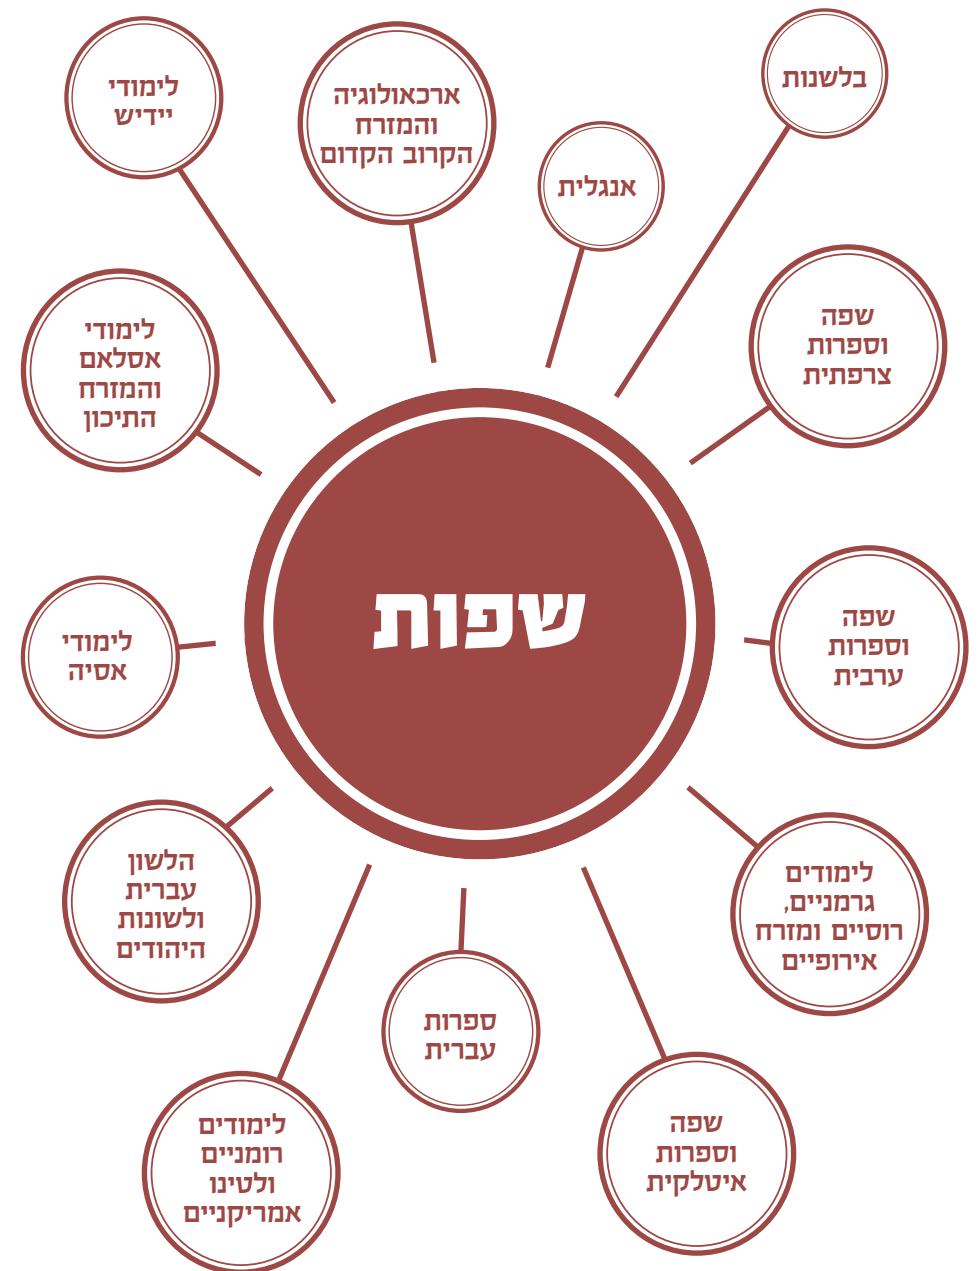 בלשנות
ארכאולוגיה
והמזרח
הקרוב הקדום
לימודי
יידיש
אנגלית
שפה
וספרות
צרפתית
לימודי
אסלאם
והמזרח
התיכון
שפות
שפה
וספרות
ערבית
לימודי
אסיה
לימודים
גרמניים,
רוסיים ומזרח
אירופיים
הלשון
עברית
ולשונות
היהודים
ספרות
עברית
שפה
וספרות
איטלקית
לימודים
רומניים
ולטינו
אמריקניים